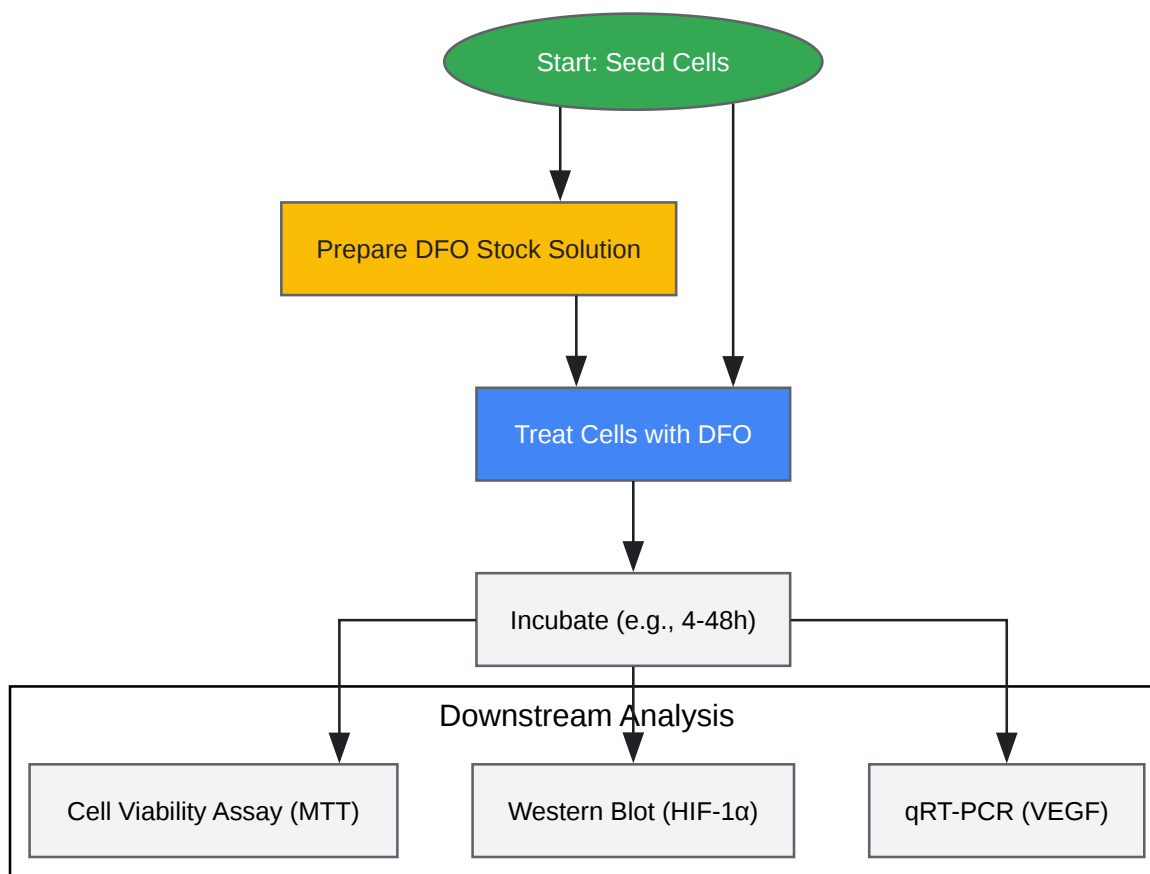 Start: Seed Cells
Prepare DFO Stock Solution
Treat Cells with DFO
Incubate (e.g., 4-48h)
Downstream Analysis
Cell Viability Assay (MTT)
Western Blot (HIF-1α)
qRT-PCR (VEGF)